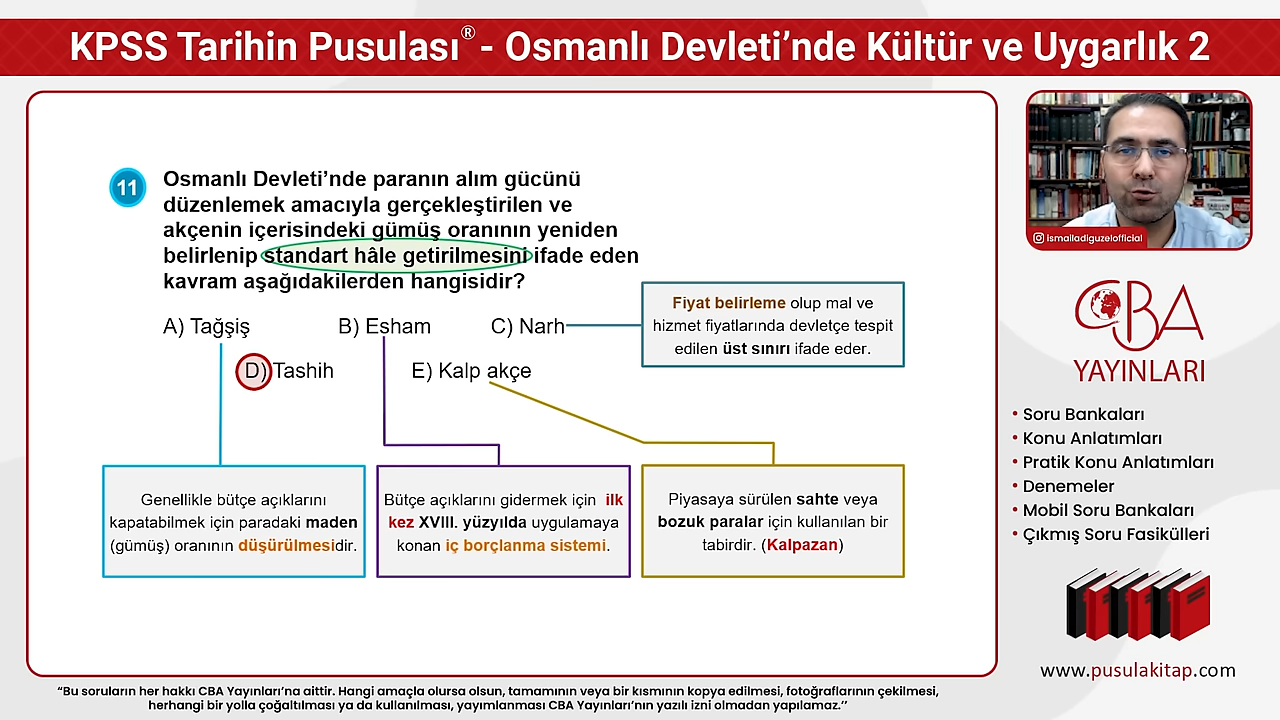 KPSS Tarihin Pusulası® - Osmanlı Devleti’nde Kültür ve Uygarlık 2
11
Osmanlı Devleti’nde paranın alım gücünü
düzenlemek amacıyla gerçekleştirilen ve
akçenin içerisindeki gümüş oranının yeniden
belirlenip standart hâle getirilmesini ifade eden
kavram aşağıdakilerden hangisidir?
A) Tağşiş B) Esham C) Narh
D) Tashih E) Kalp akçe
Fiyat belirleme olup mal ve
hizmet fiyatlarında devletçe tespit
edilen üst sınırı ifade eder.
Genellikle bütçe açıklarını
kapatabilmek için paradaki maden
(gümüş) oranının düşürülmesidir.
Bütçe açıklarını gidermek için ilk
kez XVIII. yüzyılda uygulamaya
konan iç borçlanma sistemi.
Piyasaya sürülen sahte veya
bozuk paralar için kullanılan bir
tabirdir. (Kalpazan)
ismailadiguzelofficial
CBA
YAYINLARI
• Soru Bankaları
• Konu Anlatımları
• Pratik Konu Anlatımları
• Denemeler
• Mobil Soru Bankaları
• Çıkmış Soru Fasikülleri
www.pusulakitap.com
“Bu soruların her hakkı CBA Yayınları’na aittir. Hangi amaçla olursa olsun, tamamının veya bir kısmının kopya edilmesi, fotoğraflarının çekilmesi,
herhangi bir yolla çoğaltılması ya da kullanılması, yayımlanması CBA Yayınları’nın yazılı izni olmadan yapılamaz.’’